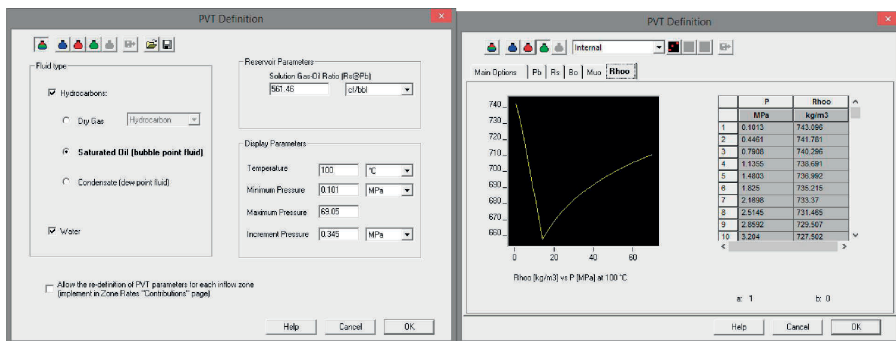 PVT Definition
Fluid type
Hydrocarbons:
Dry Gas
Hydrocarbon
Saturated Oil (bubble point fluid)
Condensate (dew point fluid)
Water
Reservoir Parameters
Solution Gas-Oil Ratio (Rs@Pb)
561.46 cf/bbl
Display Parameters
Temperature 100 °C
Minimum Pressure 0.101 MPa
Maximum Pressure 69.05
Increment Pressure 0.345 MPa
Allow the re-definition of PVT parameters for each inflow zone
(implement in Zone Rates "Contributions" page)
Help Cancel OK
PVT Definition
Internal
Main Options Pb Rs Bo Muo Rhoo
740
730
720
710
700
690
680
670
660
0 20 40 60
Rhoo [kg/m3] vs P [MPa] at 100 °C
P Rhoo
MPa kg/m3
1 0.1013 743.096
2 0.4461 741.781
3 0.7908 740.296
4 1.1355 738.691
5 1.4803 736.992
6 1.825 735.215
7 2.1698 733.37
8 2.5145 731.465
9 2.8592 729.507
10 3.204 727.502
a: 1 b: 0
Help Cancel OK